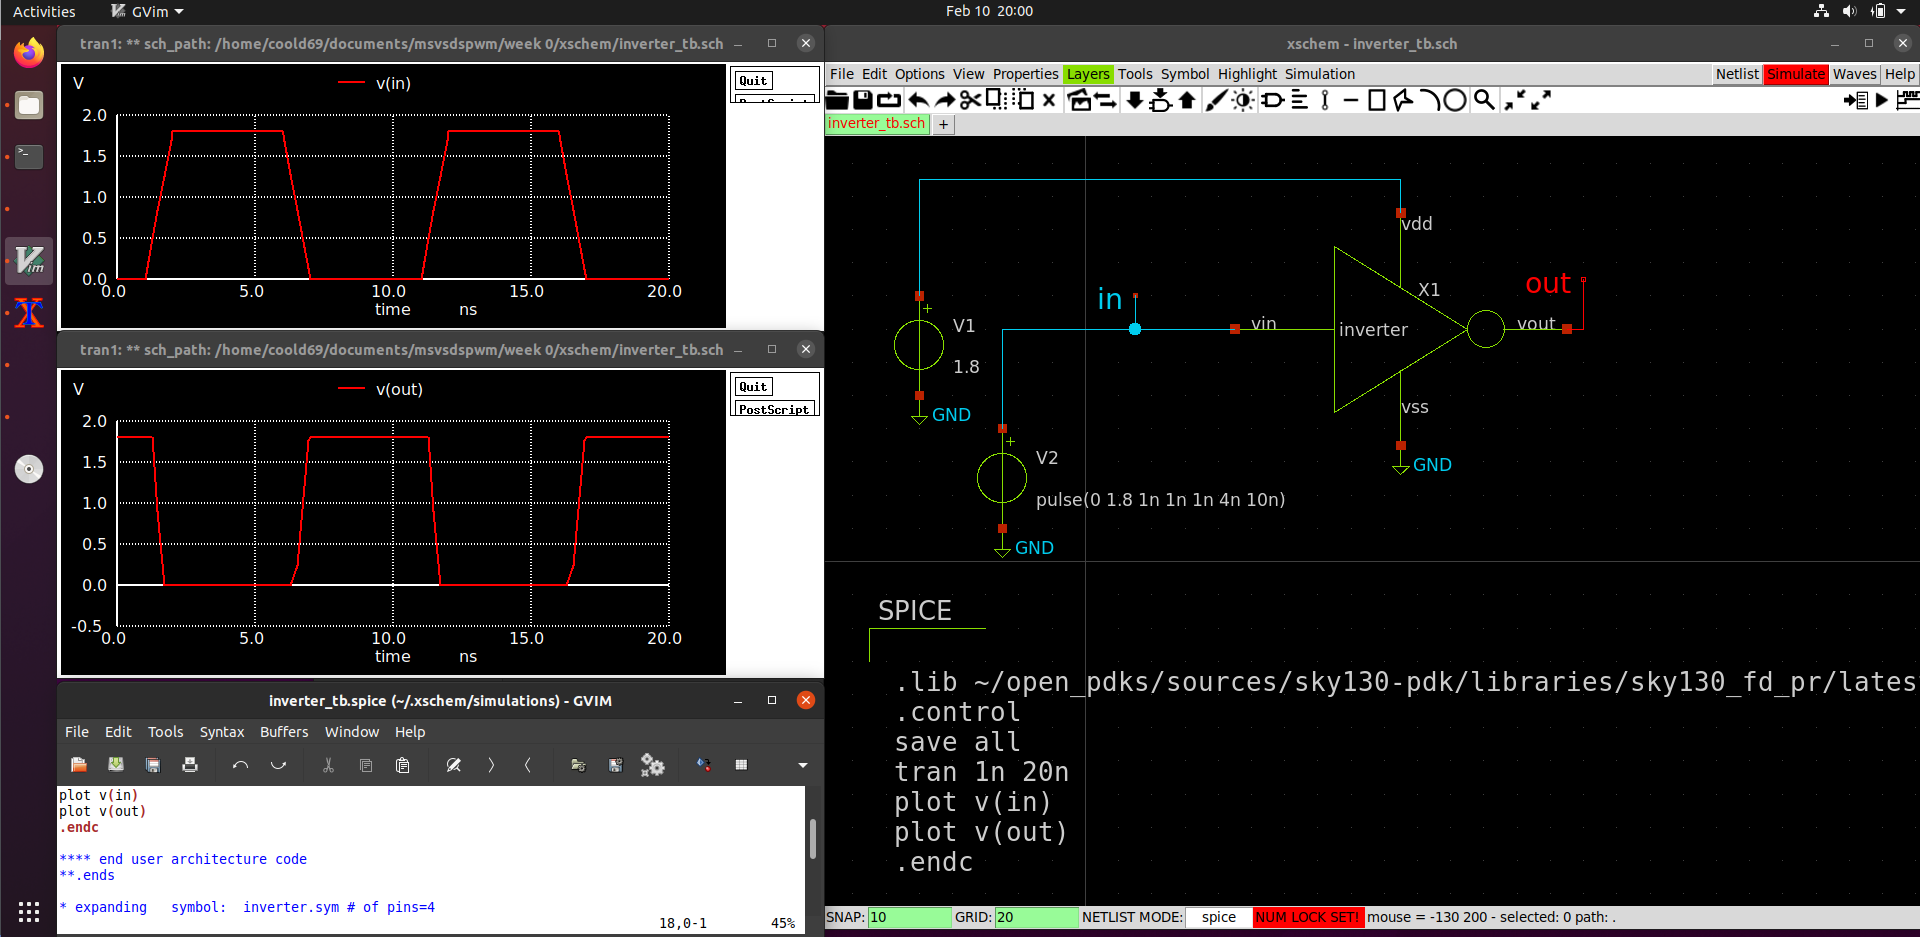 Activities
GVim
Feb 10 20:00
tran1: ** sch_path: /home/coold69/documents/msvsdspwm/week 0/xschem/inverter_tb.sch
Quit
V
v(in)
2.0
1.5
1.0
0.5
0.0
0.0
5.0
10.0
15.0
20.0
time
ns
tran1: ** sch_path: /home/coold69/documents/msvsdspwm/week 0/xschem/inverter_tb.sch
Quit
PostScript
V
v(out)
2.0
1.5
1.0
0.5
0.0
-0.5
0.0
5.0
10.0
15.0
20.0
time
ns
inverter_tb.spice (~/.xschem/simulations) - GVIM
File Edit Tools Syntax Buffers Window Help
plot v(in)
plot v(out)
.endc
**** end user architecture code
**.ends
* expanding   symbol:  inverter.sym # of pins=4
18,0-1
45%
xschem - inverter_tb.sch
File Edit Options View Properties Layers Tools Symbol Highlight Simulation
Netlist Simulate Waves Help
inverter_tb.sch
+
vdd
X1
in
out
vin
inverter
vout
V1
1.8
GND
vss
GND
V2
pulse(0 1.8 1n 1n 1n 4n 10n)
GND
SPICE
.lib ~/open_pdks/sources/sky130-pdk/libraries/sky130_fd_pr/lates
.control
save all
tran 1n 20n
plot v(in)
plot v(out)
.endc
SNAP: 10 GRID: 20 NETLIST MODE: spice NUM LOCK SET! mouse = -130 200 - selected: 0 path: .